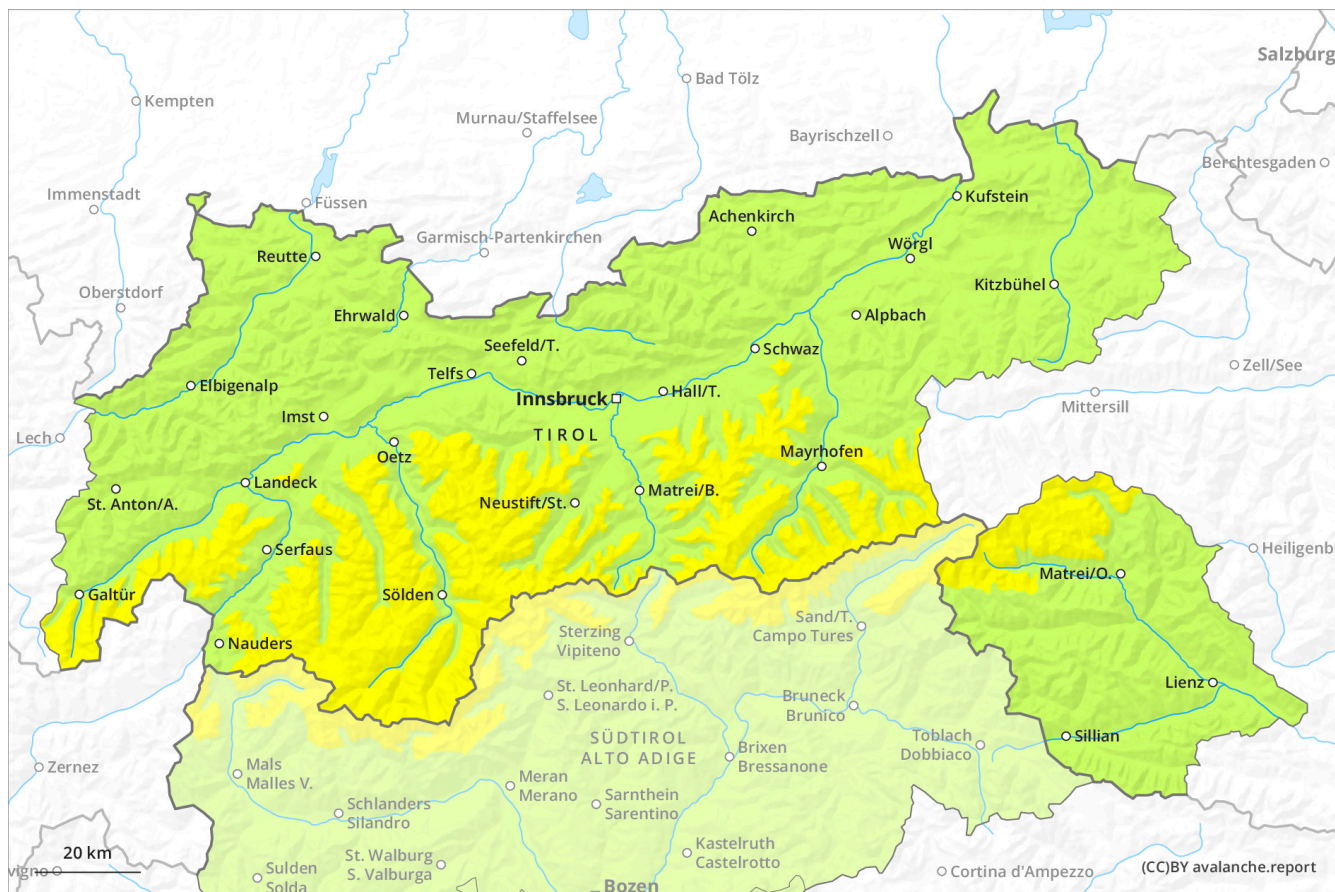 Salzburg
Bad Tölz
Kempten
Murnau/Staffelsee
Bayrischzell
Berchtesgaden
Immenstadt
Füssen
Kufstein
Achenkirch
Garmisch-Partenkirchen
Wörgl
Reutte
Kitzbühel
Oberstdorf
Ehrwald
Alpbach
Seefeld/T.
Schwaz
Telfs
Zell/See
Elbigenalp
Hall/T.
Innsbruck
Mittersill
Imst
TIROL
Lech
Oetz
Mayrhofen
Landeck
Matrei/B.
St. Anton/A.
Neustift/St.
Serfaus
Heiligenb
Matrei/O.
Galtür
Sölden
Sand/T.
Campo Tures
Sterzing
Vipiteno
Nauders
Lienz
St. Leonhard/P.
S. Leonardo i. P.
Bruneck
Brunico
Toblach
Dobbiaco
Sillian
SÜDTIROL
ALTO ADIGE
Brixen
Bressanone
Zernez
Mals
Malles V.
Meran
Merano
Sarnthein
Sarentino
Schlanders
Silandro
Kastelruth
Castelrotto
20 km
St. Walburg
S. Valburga
vigno
Sulden
Solda
Cortina d'Ampezzo
(CC)BY avalanche.report
Bozen